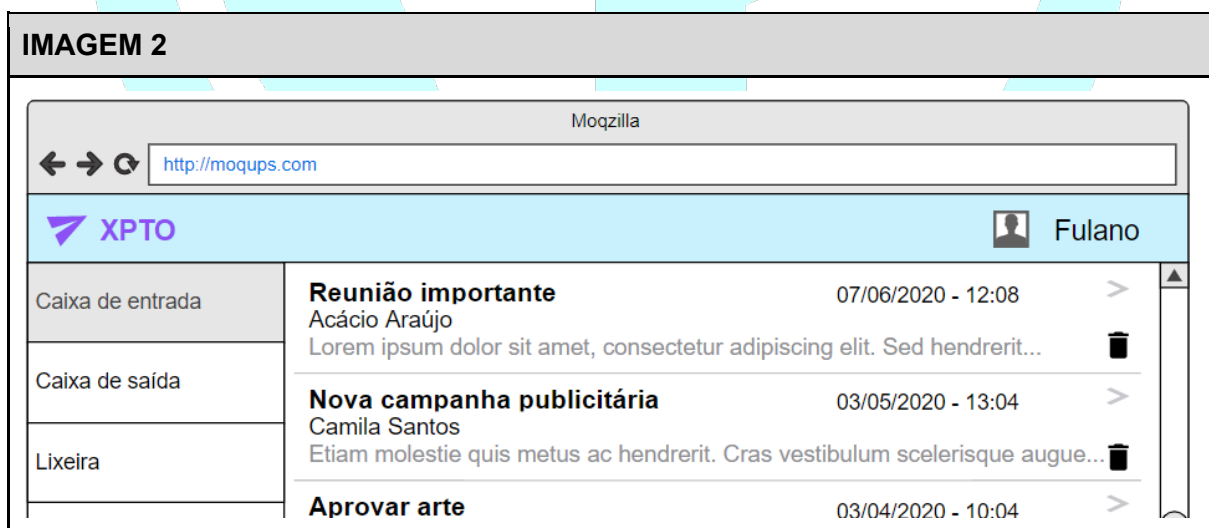 IMAGEM 2
Moqzilla
http://moqups.com
XPTO
Fulano
Caixa de entrada
Caixa de saída
Lixeira
Reunião importante 07/06/2020 - 12:08 >
Acácio Araújo
Lorem ipsum dolor sit amet, consectetur adipiscing elit. Sed hendrerit...
Nova campanha publicitária 03/05/2020 - 13:04 >
Camila Santos
Etiam molestie quis metus ac hendrerit. Cras vestibulum scelerisque augue...
Aprovar arte 03/04/2020 - 10:04 >